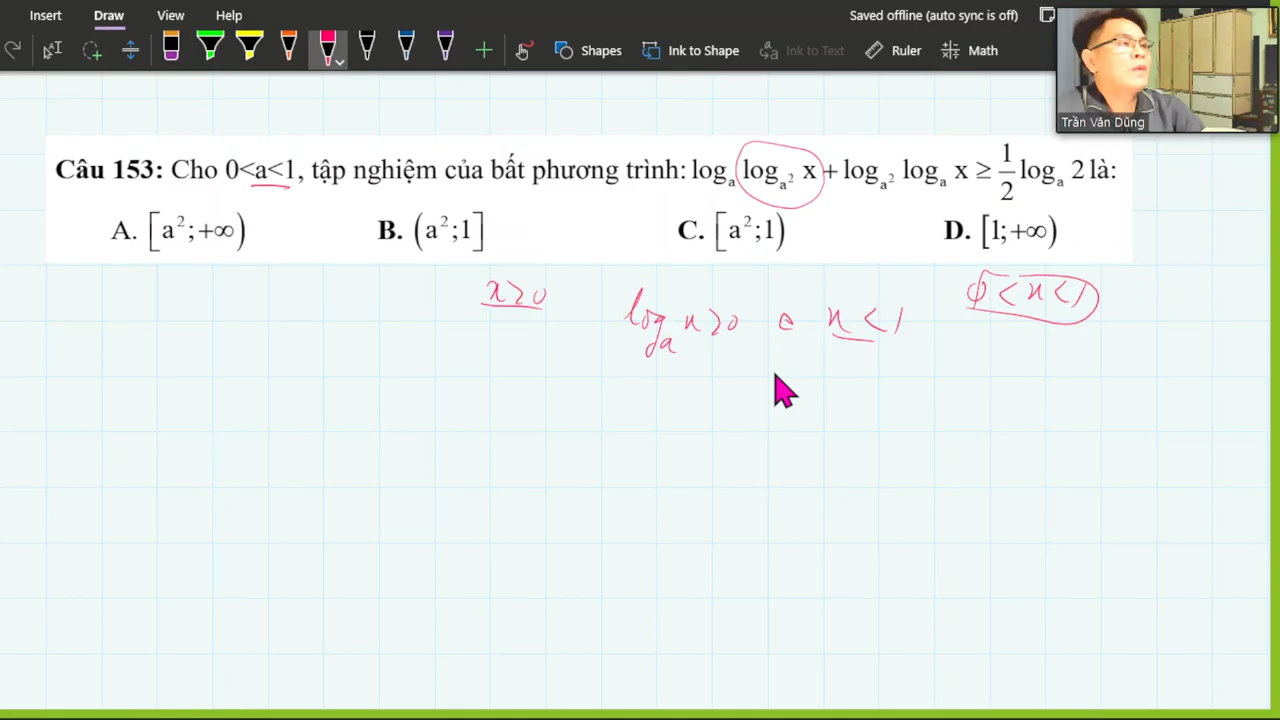 Insert Draw View Help Saved offline (auto sync is off)
Shapes Ink to Shape Ink to Text Ruler Math
Trần Văn Dũng
Câu 153: Cho 0<a<1, tập nghiệm của bất phương trình: logₐ log_{a²} x + log_{a²} logₐ x ≥ 1/2 logₐ 2 là:
A. [a²;+∞) B. (a²;1] C. [a²;1) D. [1;+∞)
x>0 0<x<1
logₐ x>0 x<1